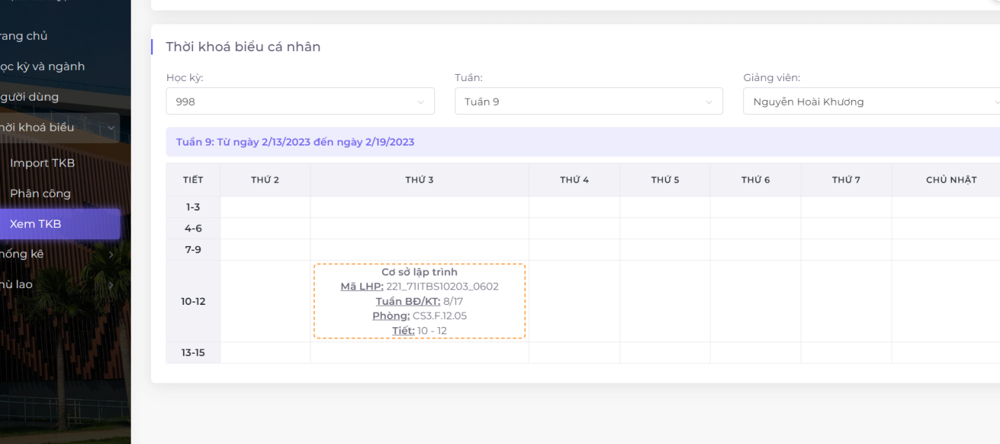 rang chủ
ọc kỳ và ngành
gười dùng
hời khoá biểu
Import TKB
Phân công
Xem TKB
hống kê
hù lao
Thời khoá biểu cá nhân
Học kỳ:
998
Tuần:
Tuần 9
Giảng viên:
Nguyễn Hoài Khương
Tuần 9: Từ ngày 2/13/2023 đến ngày 2/19/2023
TIẾT THỨ 2 THỨ 3 THỨ 4 THỨ 5 THỨ 6 THỨ 7 CHỦ NHẬT
1-3
4-6
7-9
10-12
Cơ sở lập trình
Mã LHP: 221_71ITBS10203_0602
Tuần BĐ/KT: 8/17
Phòng: CS3.F.12.05
Tiết: 10 - 12
13-15